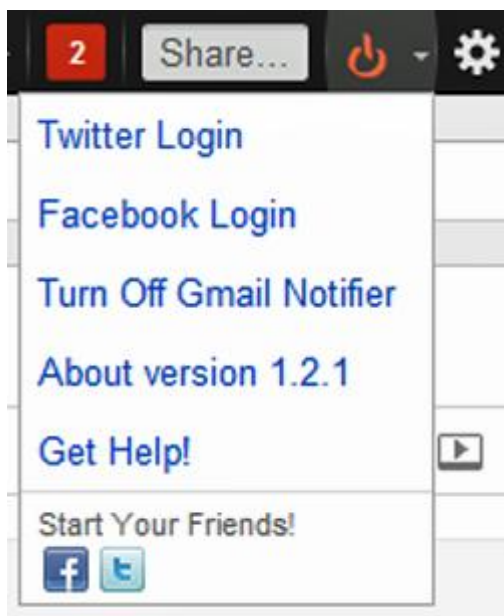 2 Share...
Twitter Login
Facebook Login
Turn Off Gmail Notifier
About version 1.2.1
Get Help!
Start Your Friends!